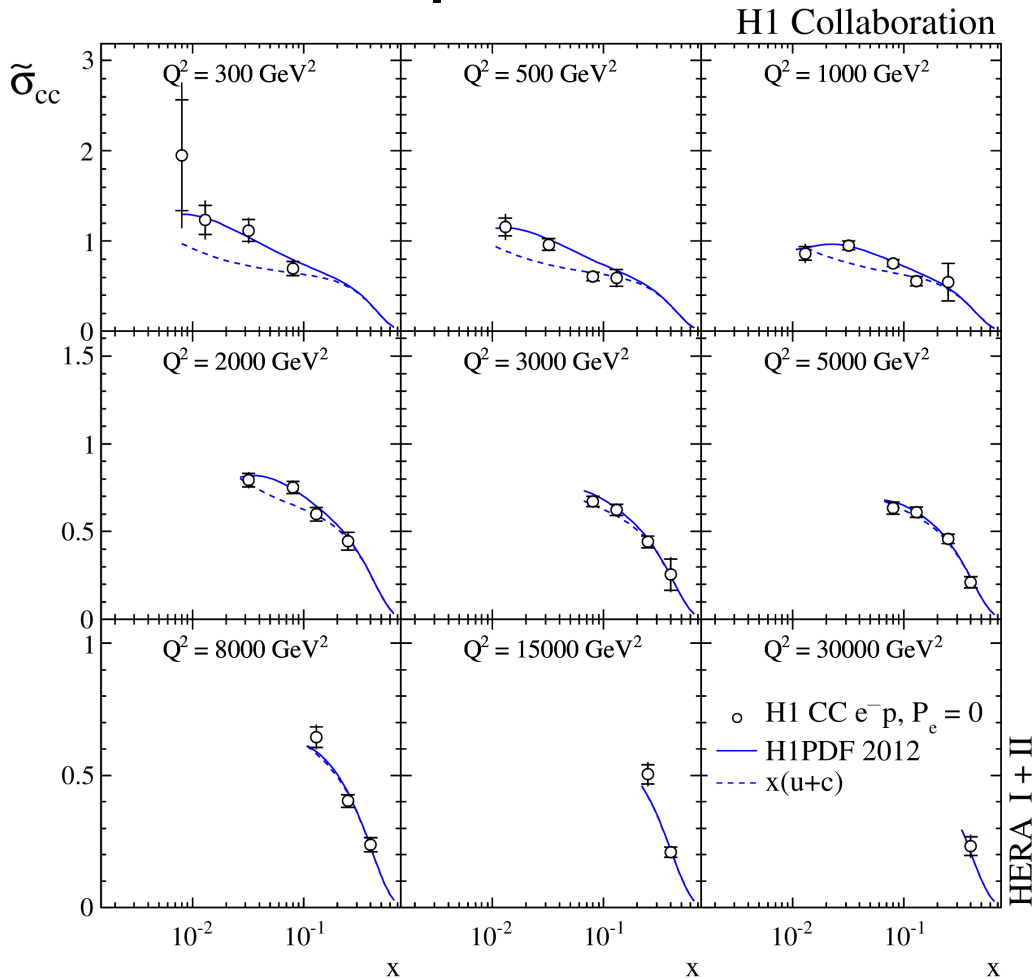 H1 Collaboration
σ̃cc
Q² = 300 GeV²
Q² = 500 GeV²
Q² = 1000 GeV²
3
2
1
0
Q² = 2000 GeV²
Q² = 3000 GeV²
Q² = 5000 GeV²
1.5
1
0.5
0
Q² = 8000 GeV²
Q² = 15000 GeV²
Q² = 30000 GeV²
1
0.5
0
H1 CC e⁻p, Pe = 0
H1PDF 2012
x(u+c)
HERA I + II
10⁻² 10⁻¹ 10⁻² 10⁻¹ 10⁻² 10⁻¹
x x x